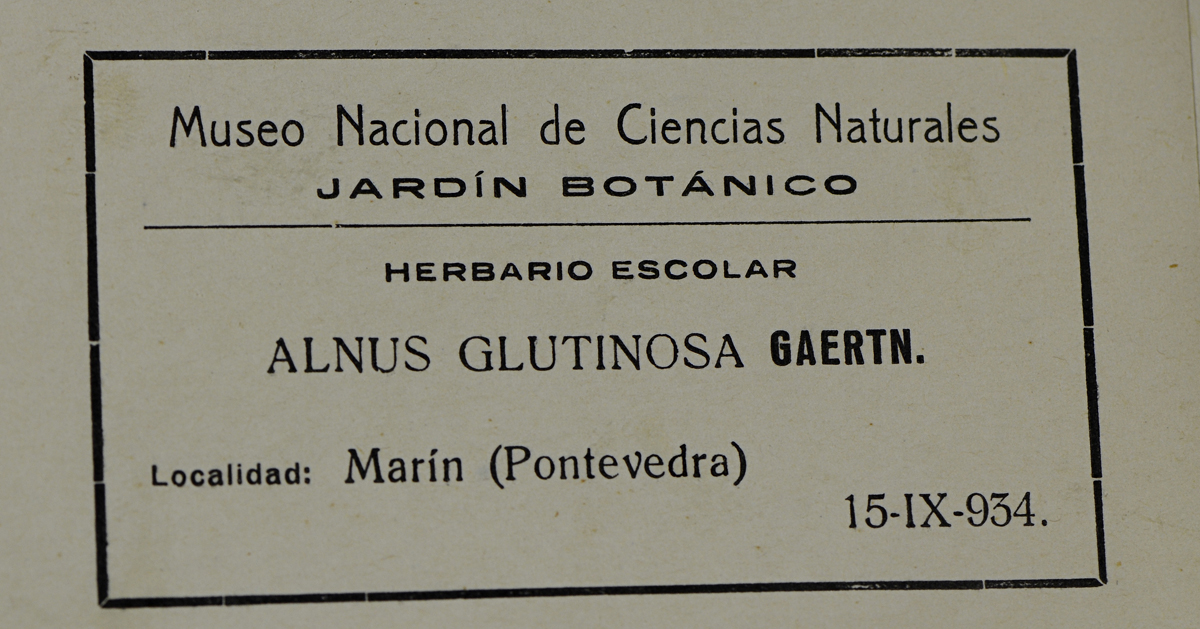 Museo Nacional de Ciencias Naturales
JARDÍN BOTÁNICO
HERBARIO ESCOLAR
ALNUS GLUTINOSA GAERTN.
Localidad: Marín (Pontevedra)
15-IX-934.